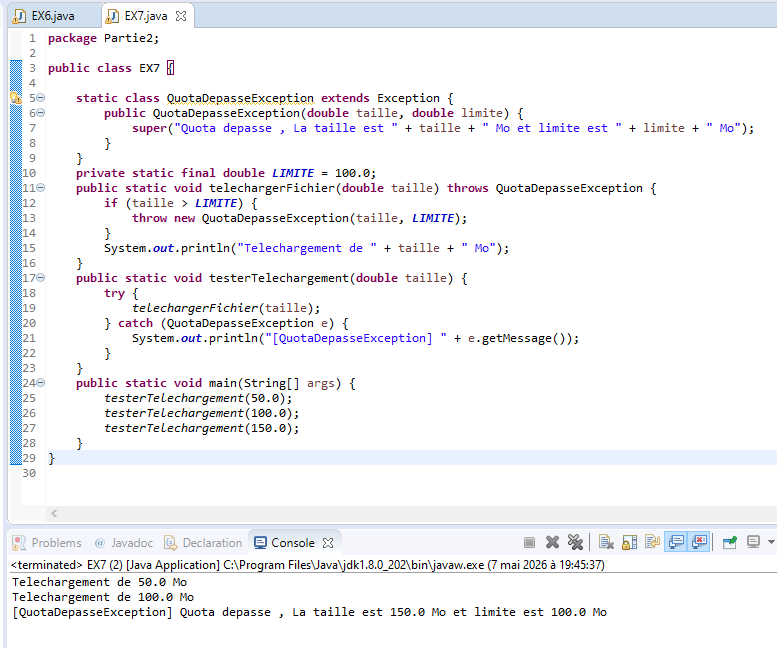 EX6.java EX7.java
1 package Partie2;
2
3 public class EX7 {
4
5 static class QuotaDepasseException extends Exception {
6 public QuotaDepasseException(double taille, double limite) {
7 super("Quota depasse , La taille est " + taille + " Mo et limite est " + limite + " Mo");
8 }
9 }
10 private static final double LIMITE = 100.0;
11 public static void telechargerFichier(double taille) throws QuotaDepasseException {
12 if (taille > LIMITE) {
13 throw new QuotaDepasseException(taille, LIMITE);
14 }
15 System.out.println("Telechargement de " + taille + " Mo");
16 }
17 public static void testerTelechargement(double taille) {
18 try {
19 telechargerFichier(taille);
20 } catch (QuotaDepasseException e) {
21 System.out.println("[QuotaDepasseException] " + e.getMessage());
22 }
23 }
24 public static void main(String[] args) {
25 testerTelechargement(50.0);
26 testerTelechargement(100.0);
27 testerTelechargement(150.0);
28 }
29 }
30
Problems @ Javadoc Declaration Console
<terminated> EX7 (2) [Java Application] C:\Program Files\Java\jdk1.8.0_202\bin\javaw.exe (7 mai 2026 à 19:45:37)
Telechargement de 50.0 Mo
Telechargement de 100.0 Mo
[QuotaDepasseException] Quota depasse , La taille est 150.0 Mo et limite est 100.0 Mo